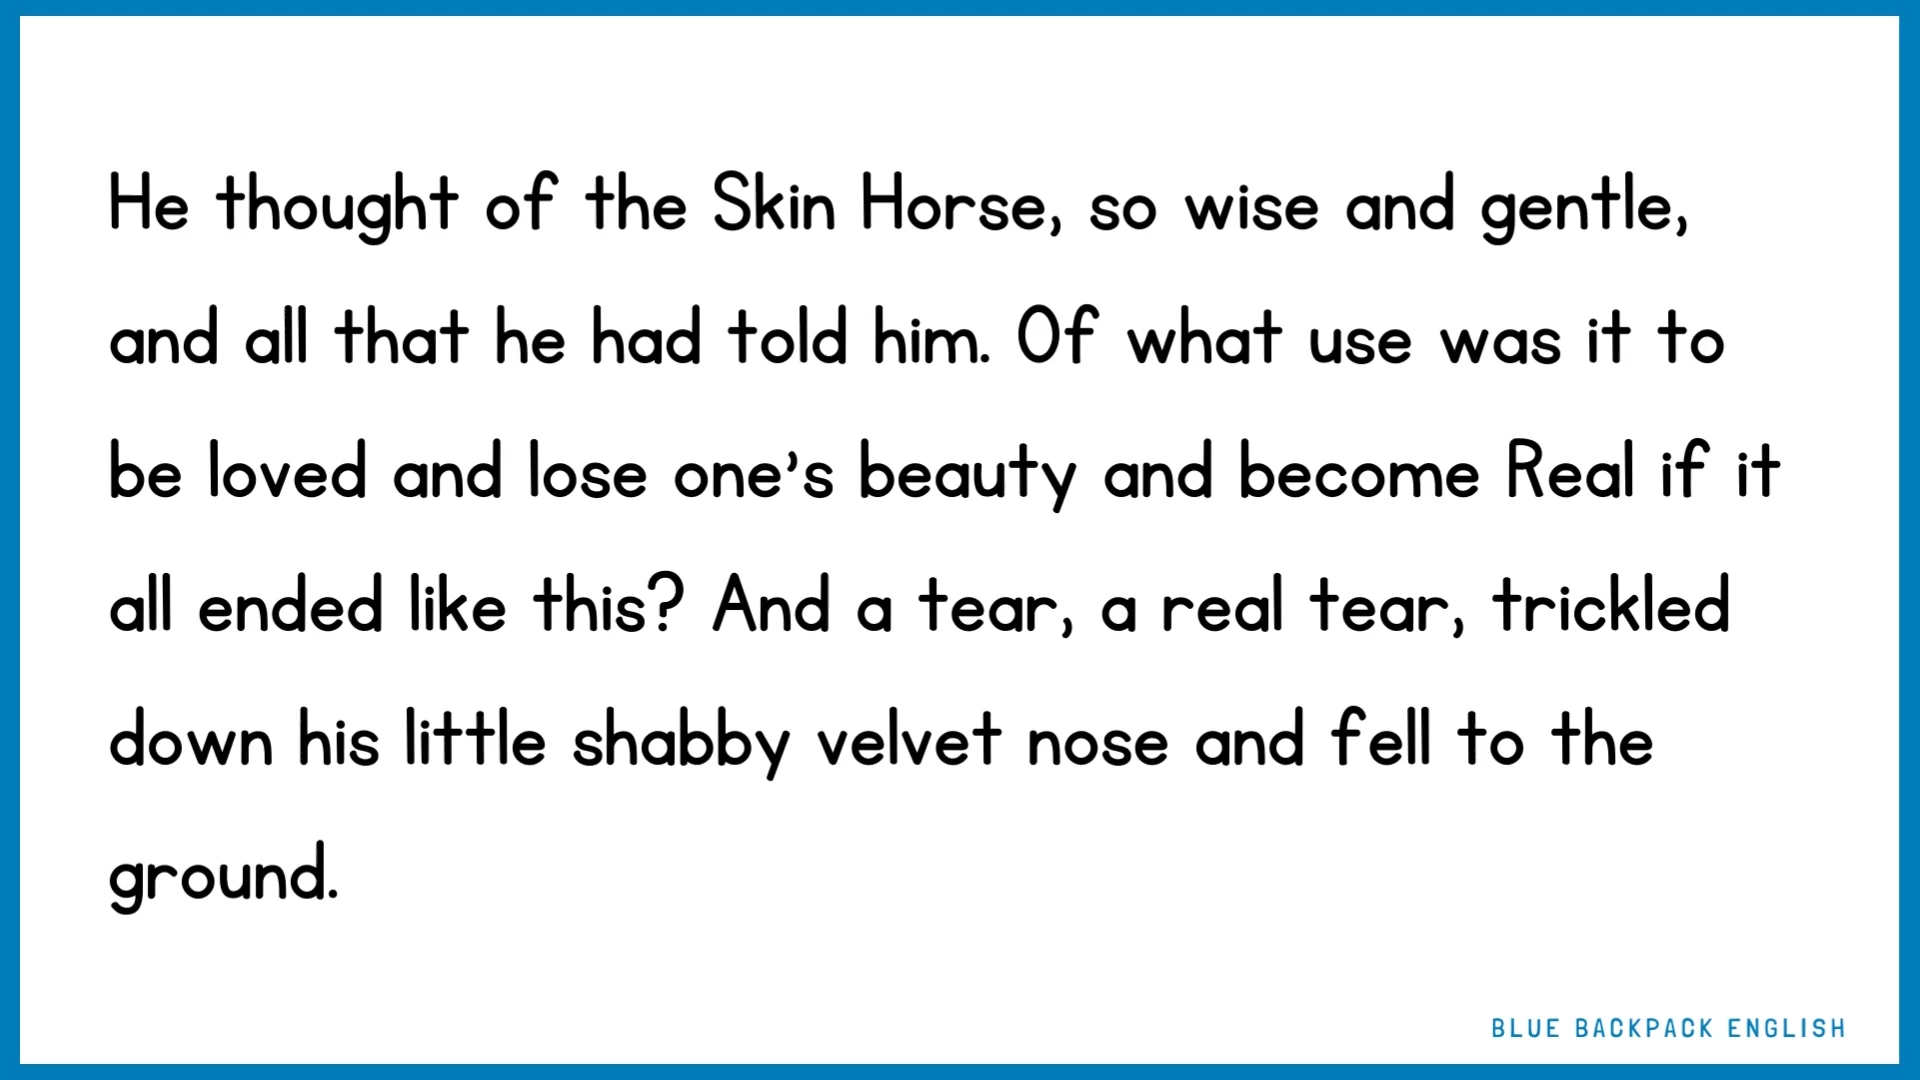 He thought of the Skin Horse, so wise and gentle,
and all that he had told him. Of what use was it to
be loved and lose one’s beauty and become Real if it
all ended like this? And a tear, a real tear, trickled
down his little shabby velvet nose and fell to the
ground.
BLUE BACKPACK ENGLISH